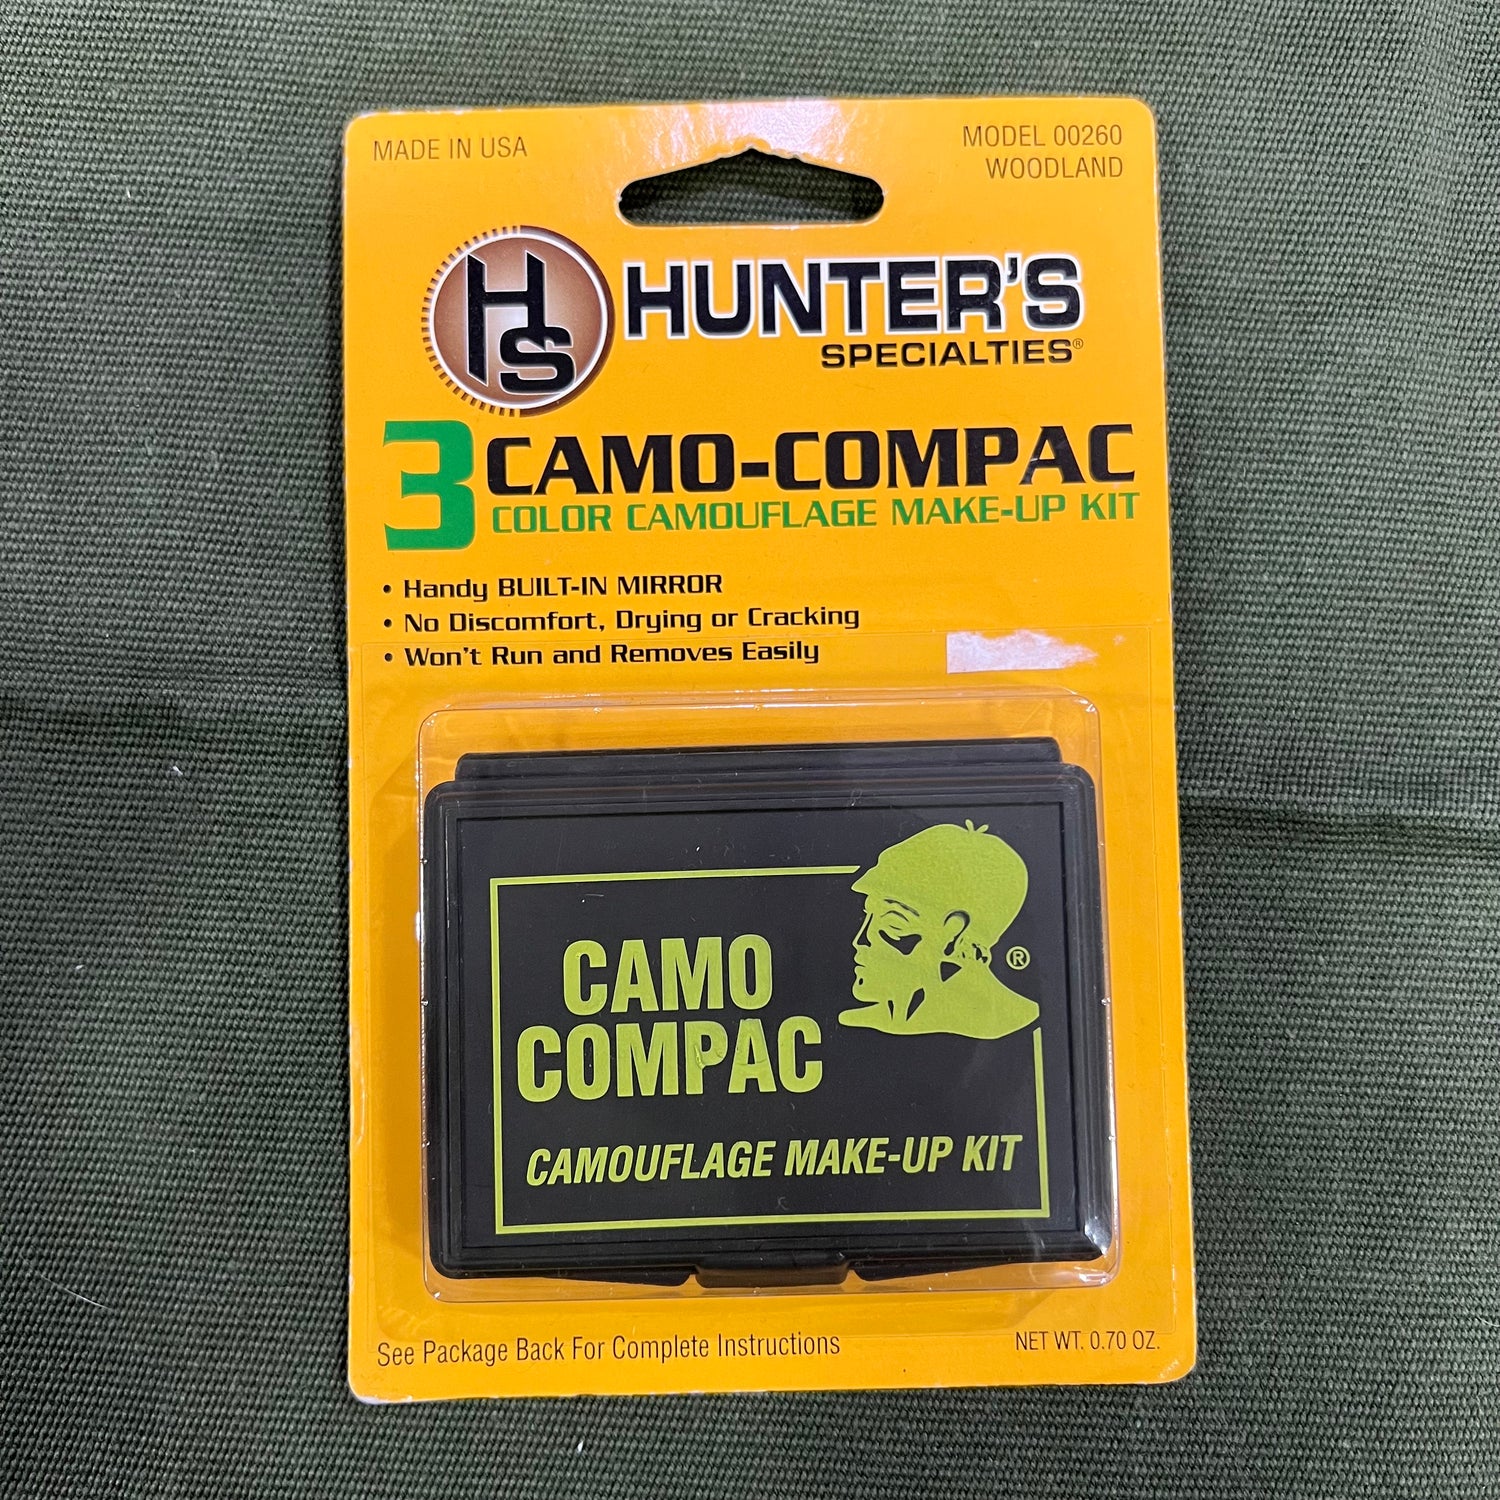 MADE IN USA
MODEL 00260
WOODLAND
HS
HUNTER'S
SPECIALTIES®
3 CAMO-COMPAC
COLOR CAMOUFLAGE MAKE-UP KIT
• Handy BUILT-IN MIRROR
• No Discomfort, Drying or Cracking
• Won't Run and Removes Easily
CAMO
COMPAC
®
CAMOUFLAGE MAKE-UP KIT
See Package Back For Complete Instructions
NET WT. 0.70 OZ.